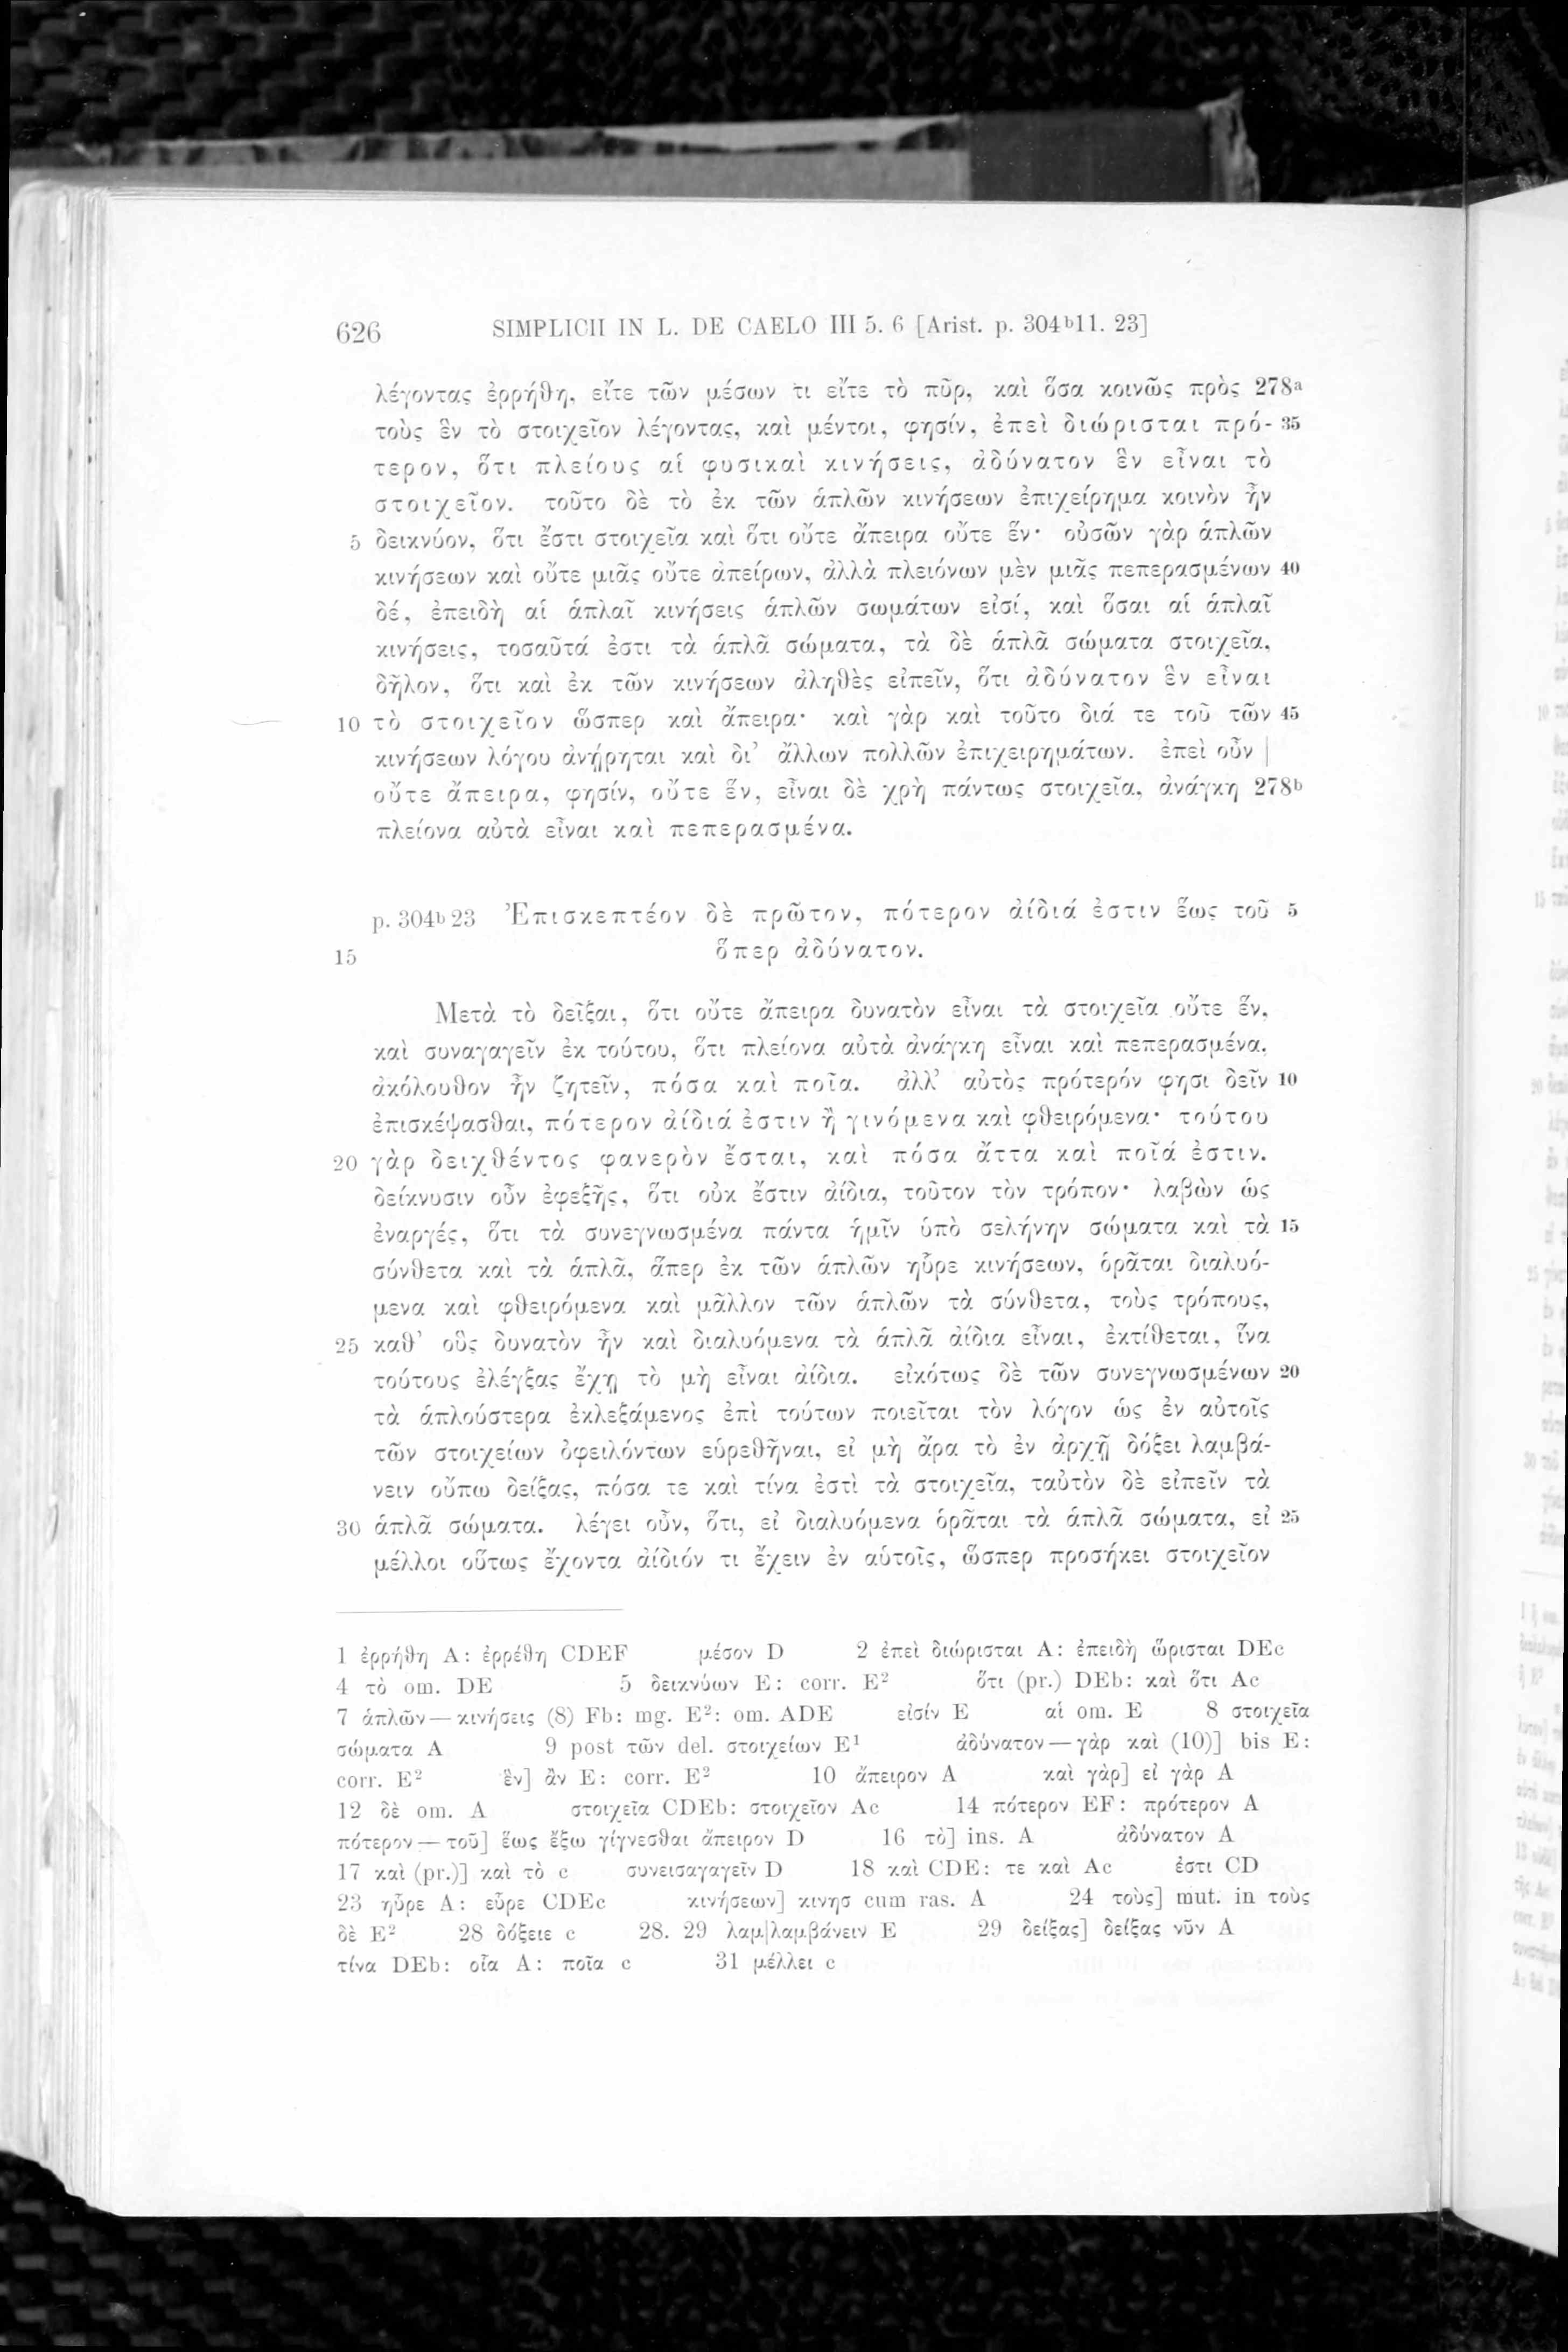 626 SIMPLICII IN L. DE CAELO III 5. 6 [Arist. p. 304ᵇ11. 23]
λέγοντας ἐρρήθη, εἴτε τῶν μέσων τι εἴτε τὸ πῦρ, καὶ ὅσα κοινῶς πρὸς 278ᵃ
τοὺς ἓν τὸ στοιχεῖον λέγοντας, καὶ μέντοι, φησίν, ἐπεὶ διώρισται πρό- 35
τερον, ὅτι πλείους αἱ φυσικαὶ κινήσεις, ἀδύνατον ἓν εἶναι τὸ
στοιχεῖον. τοῦτο δὲ τὸ ἐκ τῶν ἁπλῶν κινήσεων ἐπιχείρημα κοινὸν ἦν
5 δεικνύον, ὅτι ἔστι στοιχεῖα καὶ ὅτι οὔτε ἄπειρα οὔτε ἕν· οὐσῶν γὰρ ἁπλῶν
κινήσεων καὶ οὔτε μιᾶς οὔτε ἀπείρων, ἀλλὰ πλειόνων μὲν μιᾶς πεπερασμένων 40
δέ, ἐπειδὴ αἱ ἁπλαῖ κινήσεις ἁπλῶν σωμάτων εἰσί, καὶ ὅσαι αἱ ἁπλαῖ
κινήσεις, τοσαῦτά ἐστι τὰ ἁπλᾶ σώματα, τὰ δὲ ἁπλᾶ σώματα στοιχεῖα,
δῆλον, ὅτι καὶ ἐκ τῶν κινήσεων ἀληθὲς εἰπεῖν, ὅτι ἀδύνατον ἓν εἶναι
10 τὸ στοιχεῖον ὥσπερ καὶ ἄπειρα· καὶ γὰρ καὶ τοῦτο διά τε τοῦ τῶν 45
κινήσεων λόγου ἀνῄρηται καὶ δι’ ἄλλων πολλῶν ἐπιχειρημάτων. ἐπεὶ οὖν |
οὔτε ἄπειρα, φησίν, οὔτε ἕν, εἶναι δὲ χρὴ πάντως στοιχεῖα, ἀνάγκη 278ᵇ
πλείονα αὐτὰ εἶναι καὶ πεπερασμένα.
p. 304ᵇ23 Ἐπισκεπτέον δὲ πρῶτον, πότερον ἀίδιά ἐστιν ἕως τοῦ 5
15 ὅπερ ἀδύνατον.
Μετὰ τὸ δεῖξαι, ὅτι οὔτε ἄπειρα δυνατὸν εἶναι τὰ στοιχεῖα οὔτε ἕν,
καὶ συναγαγεῖν ἐκ τούτου, ὅτι πλείονα αὐτὰ ἀνάγκη εἶναι καὶ πεπερασμένα,
ἀκόλουθον ἦν ζητεῖν, πόσα καὶ ποῖα. ἀλλ’ αὐτὸς πρότερόν φησι δεῖν 10
ἐπισκέψασθαι, πότερον ἀίδιά ἐστιν ἢ γινόμενα καὶ φθειρόμενα· τούτου
20 γὰρ δειχθέντος φανερὸν ἔσται, καὶ πόσα ἄττα καὶ ποῖά ἐστιν.
δείκνυσιν οὖν ἐφεξῆς, ὅτι οὐκ ἔστιν ἀίδια, τοῦτον τὸν τρόπον· λαβὼν ὡς
ἐναργές, ὅτι τὰ συνεγνωσμένα πάντα ἡμῖν ὑπὸ σελήνην σώματα καὶ τὰ 15
σύνθετα καὶ τὰ ἁπλᾶ, ἅπερ ἐκ τῶν ἁπλῶν ηὗρε κινήσεων, ὁρᾶται διαλυό-
μενα καὶ φθειρόμενα καὶ μᾶλλον τῶν ἁπλῶν τὰ σύνθετα, τοὺς τρόπους,
25 καθ’ οὓς δυνατὸν ἦν καὶ διαλυόμενα τὰ ἁπλᾶ ἀίδια εἶναι, ἐκτίθεται, ἵνα
τούτους ἐλέγξας ἔχῃ τὸ μὴ εἶναι ἀίδια. εἰκότως δὲ τῶν συνεγνωσμένων 20
τὰ ἁπλούστερα ἐκλεξάμενος ἐπὶ τούτων ποιεῖται τὸν λόγον ὡς ἐν αὐτοῖς
τῶν στοιχείων ὀφειλόντων εὑρεθῆναι, εἰ μὴ ἄρα τὸ ἐν ἀρχῇ δόξει λαμβά-
νειν οὔπω δείξας, πόσα τε καὶ τίνα ἐστὶ τὰ στοιχεῖα, ταὐτὸν δὲ εἰπεῖν τὰ
30 ἁπλᾶ σώματα. λέγει οὖν, ὅτι, εἰ διαλυόμενα ὁρᾶται τὰ ἁπλᾶ σώματα, εἰ 25
μέλλοι οὕτως ἔχοντα ἀίδιόν τι ἔχειν ἐν αὑτοῖς, ὥσπερ προσήκει στοιχεῖον
1 ἐρρήθη A: ἐρρέθη CDEF μέσον D 2 ἐπεὶ διώρισται A: ἐπειδὴ ὥρισται DEc
4 τὸ om. DE 5 δεικνύων E: corr. E² ὅτι (pr.) DEb: καὶ ὅτι Ac
7 ἁπλῶν — κινήσεις (8) Fb: mg. E²: om. ADE εἰσίν E αἱ om. E 8 στοιχεῖα
σώματα A 9 post τῶν del. στοιχείων E¹ ἀδύνατον — γὰρ καὶ (10)] bis E:
corr. E² ἓν] ἂν E: corr. E² 10 ἄπειρον A καὶ γὰρ] εἰ γὰρ A
12 δὲ om. A στοιχεῖα CDEb: στοιχεῖον Ac 14 πότερον EF: πρότερον A
πότερον — τοῦ] ἕως ἔξω γίγνεσθαι ἄπειρον D 16 τὸ] ins. A ἀδύνατον A
17 καὶ (pr.)] καὶ τὸ c συνεισαγαγεῖν D 18 καὶ CDE: τε καὶ Ac ἐστι CD
23 ηὗρε A: εὗρε CDEc κινήσεων] κινησ cum ras. A 24 τοὺς] mut. in τοὺς
δὲ E² 28 δόξειε c 28. 29 λαμ|λαμβάνειν E 29 δείξας] δείξας νῦν A
τίνα DEb: οἷα A: ποῖα c 31 μέλλει c